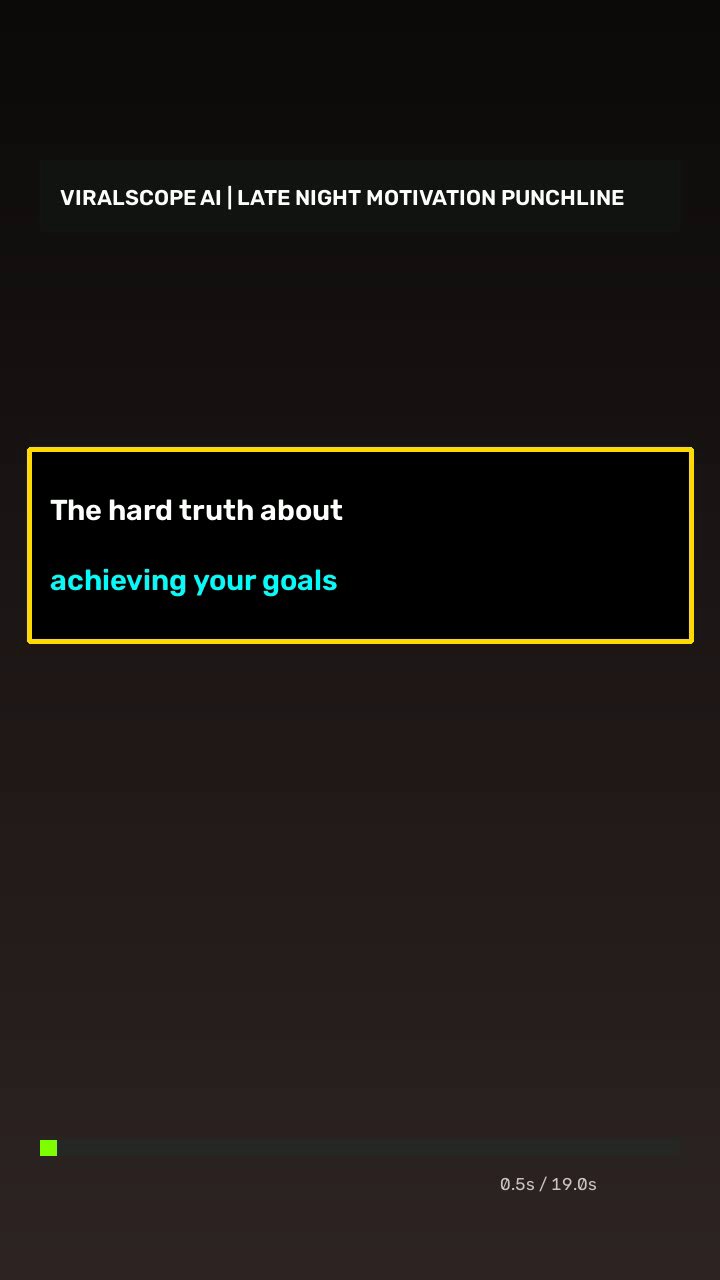 VIRALSCOPE AI | LATE NIGHT MOTIVATION PUNCHLINE
The hard truth about
achieving your goals
0.5s / 19.0s